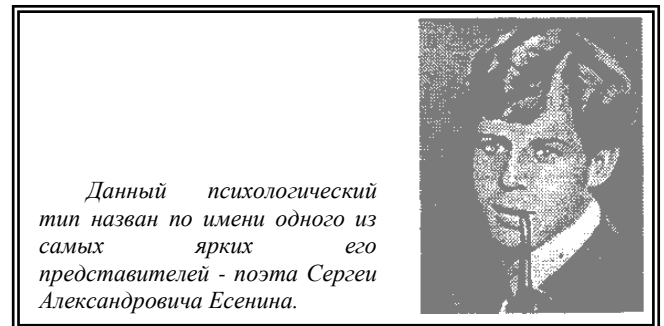 Данный психологический
тип назван по имени одного из
самых ярких его
представителей - поэта Сергеи
Александровича Есенина.